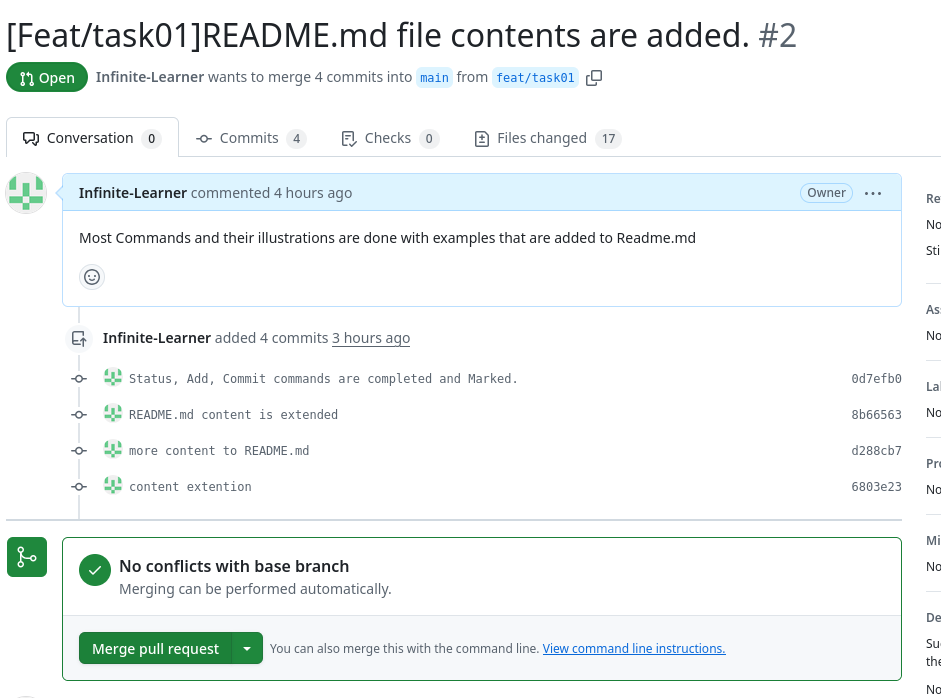 [Feat/task01]README.md file contents are added. #2
Open Infinite-Learner wants to merge 4 commits into main from feat/task01
Conversation 0 Commits 4 Checks 0 Files changed 17
Infinite-Learner commented 4 hours ago Owner
Most Commands and their illustrations are done with examples that are added to Readme.md
Infinite-Learner added 4 commits 3 hours ago
Status, Add, Commit commands are completed and Marked. 0d7efb0
README.md content is extended 8b66563
more content to README.md d288cb7
content extention 6803e23
No conflicts with base branch
Merging can be performed automatically.
Merge pull request You can also merge this with the command line. View command line instructions.
Re
No
Sti
As
No
La
No
Pr
No
Mi
No
De
Su
the
No